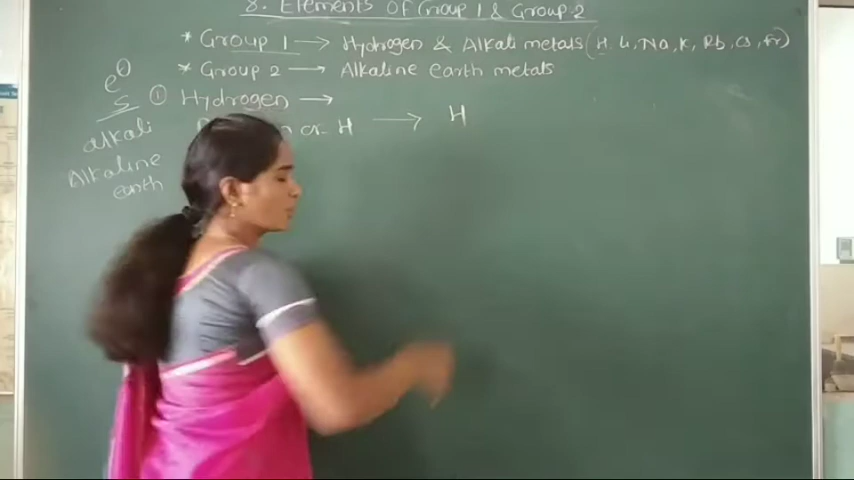 8. Elements of Group 1 & Group 2
* Group 1 → Hydrogen & Alkali metals (H, Li, Na, K, Rb, Cs, Fr)
* Group 2 → Alkaline earth metals
e⊖
s
① Hydrogen →
or H → H
alkali
Alkaline
earth